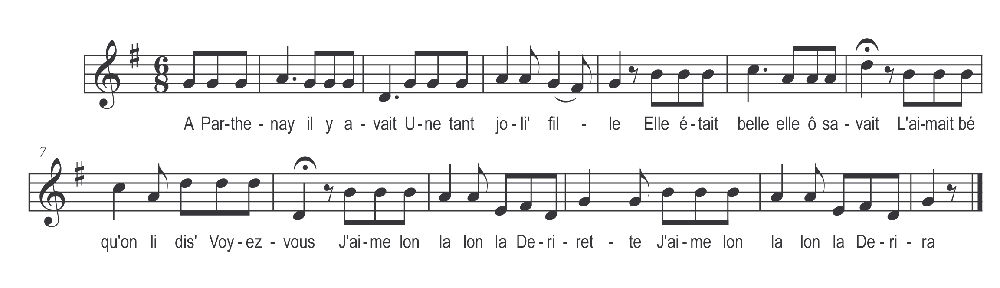 A Par-the - nay il y a - vait U-ne tant jo-li' fil - le Elle é-tait belle elle ô sa - vait L'ai-mait bé
7
qu'on li dis' Voy-ez - vous J'ai-me lon la lon la De-ri - ret - te J'ai-me lon la lon la De-ri - ra